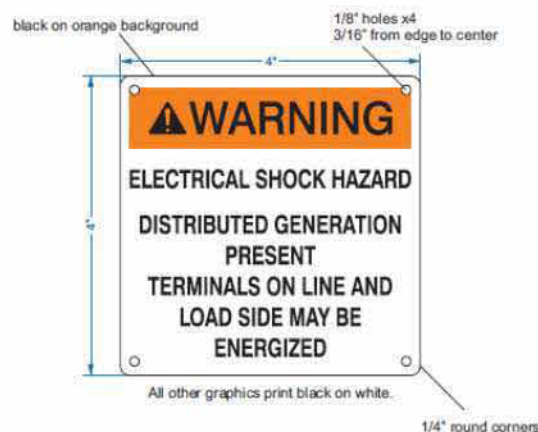 black on orange background
1/8" holes x4
3/16" from edge to center
4"
4"
WARNING
ELECTRICAL SHOCK HAZARD
DISTRIBUTED GENERATION
PRESENT
TERMINALS ON LINE AND
LOAD SIDE MAY BE
ENERGIZED
All other graphics print black on white.
1/4" round corners